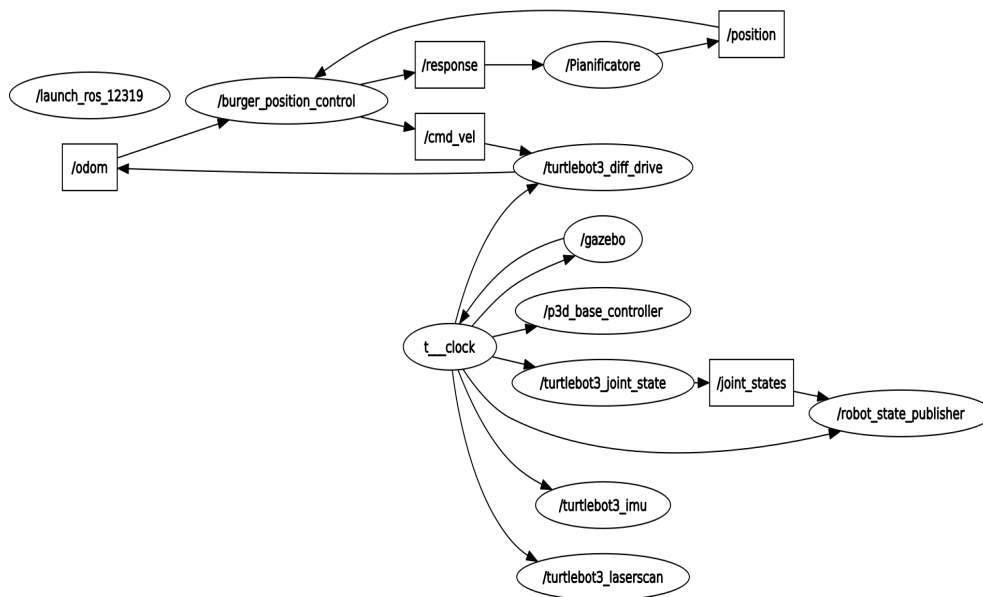 /position
/response
/Pianificatore
/launch_ros_12319
/burger_position_control
/cmd_vel
/odom
/turtlebot3_diff_drive
/gazebo
/p3d_base_controller
t__clock
/turtlebot3_joint_state
/joint_states
/robot_state_publisher
/turtlebot3_imu
/turtlebot3_laserscan